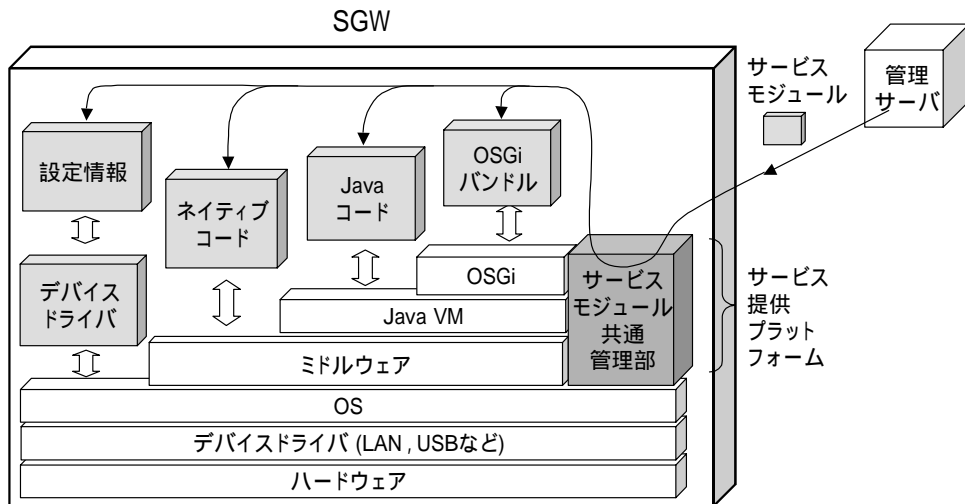 SGW
サービス
モジュール
管理
サーバ
設定情報
ネイティブ
コード
Java
コード
OSGi
バンドル
デバイス
ドライバ
OSGi
Java VM
ミドルウェア
サービス
モジュール
共通
管理部
サービス
提供
プラット
フォーム
OS
デバイスドライバ (LAN , USBなど)
ハードウェア